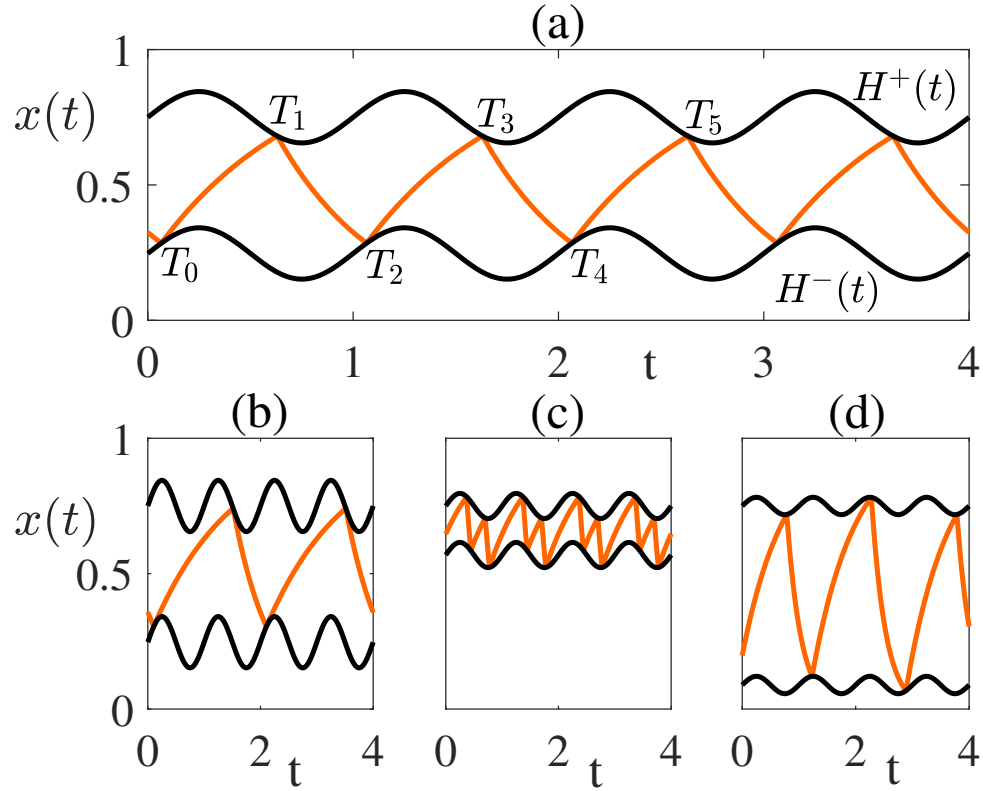 (a)
1
x(t)
0.5
0
T₁ T₃ T₅ H⁺(t)
T₀ T₂ T₄ H⁻(t)
0 1 2 t 3 4
(b) (c) (d)
1
x(t)
0.5
0
0 2 4 0 2 4 0 2 4
t t t